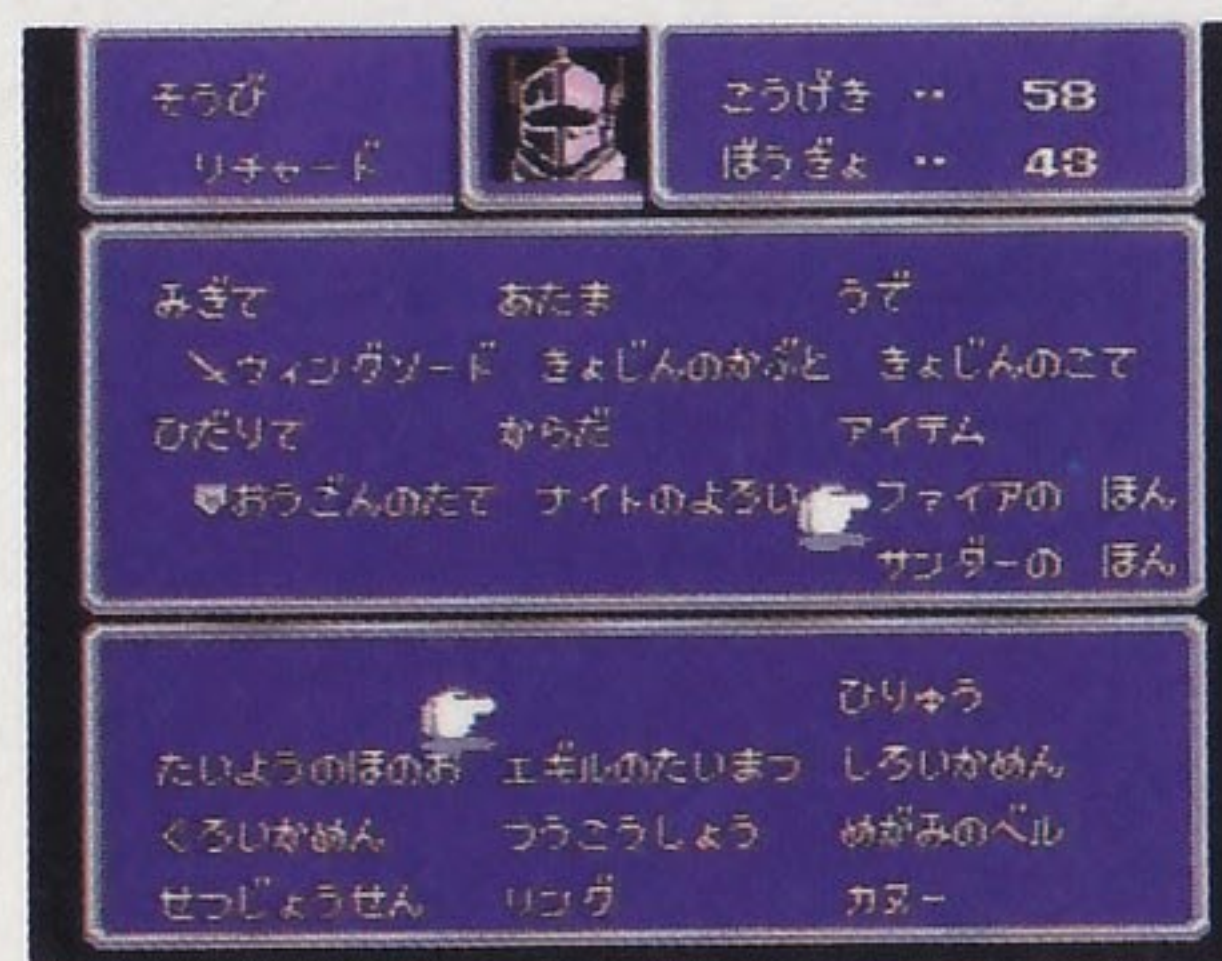 そうび
リチャード
こうげき ‥ 58
ぼうぎょ ‥ 48
みぎて あたま うで
ウィングソード きょじんのかぶと きょじんのこて
ひだりて からだ アイテム
おうごんのたて ナイトのよろい ファイアの ほん
サンダーの ほん
ひりゅう
たいようのほのお エギルのたいまつ しろいかめん
くろいかめん つうこうしょう めがみのベル
せつじょうせん リング カヌー